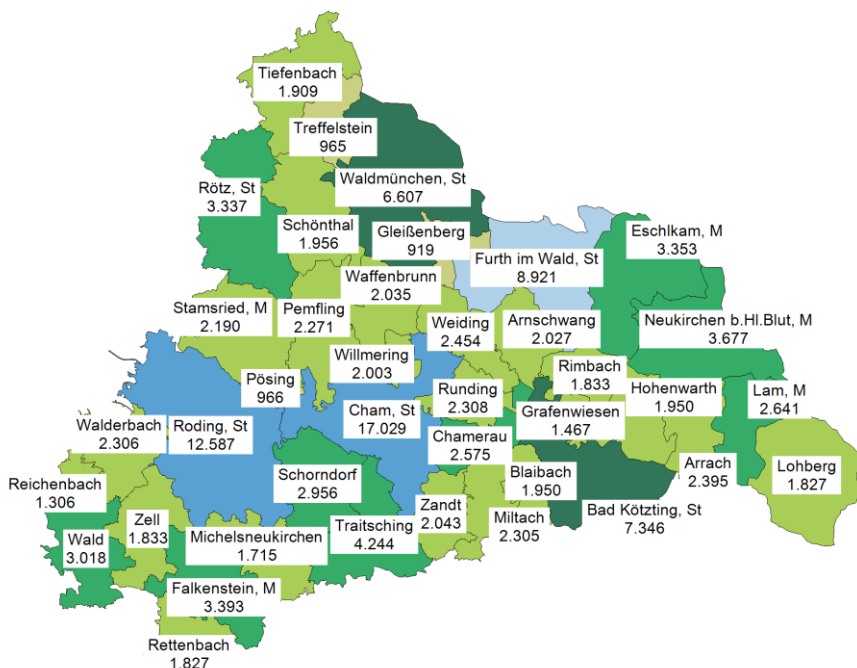 Tiefenbach
1.909
Treffelstein
965
Waldmünchen, St
6.607
Rötz, St
3.337
Schönthal
1.956
Gleißenberg
919
Furth im Wald, St
8.921
Eschlkam, M
3.353
Waffenbrunn
2.035
Stamsried, M
2.190
Pemfling
2.271
Weiding
2.454
Arnschwang
2.027
Neukirchen b.Hl.Blut, M
3.677
Willmering
2.003
Rimbach
1.833
Pösing
966
Runding
2.308
Hohenwarth
1.950
Lam, M
2.641
Cham, St
17.029
Grafenwiesen
1.467
Walderbach
2.306
Roding, St
12.587
Chamerau
2.575
Arrach
2.395
Lohberg
1.827
Reichenbach
1.306
Schorndorf
2.956
Blaibach
1.950
Zell
1.833
Zandt
2.043
Miltach
2.305
Bad Kötzting, St
7.346
Wald
3.018
Michelsneukirchen
1.715
Traitsching
4.244
Falkenstein, M
3.393
Rettenbach
1.827